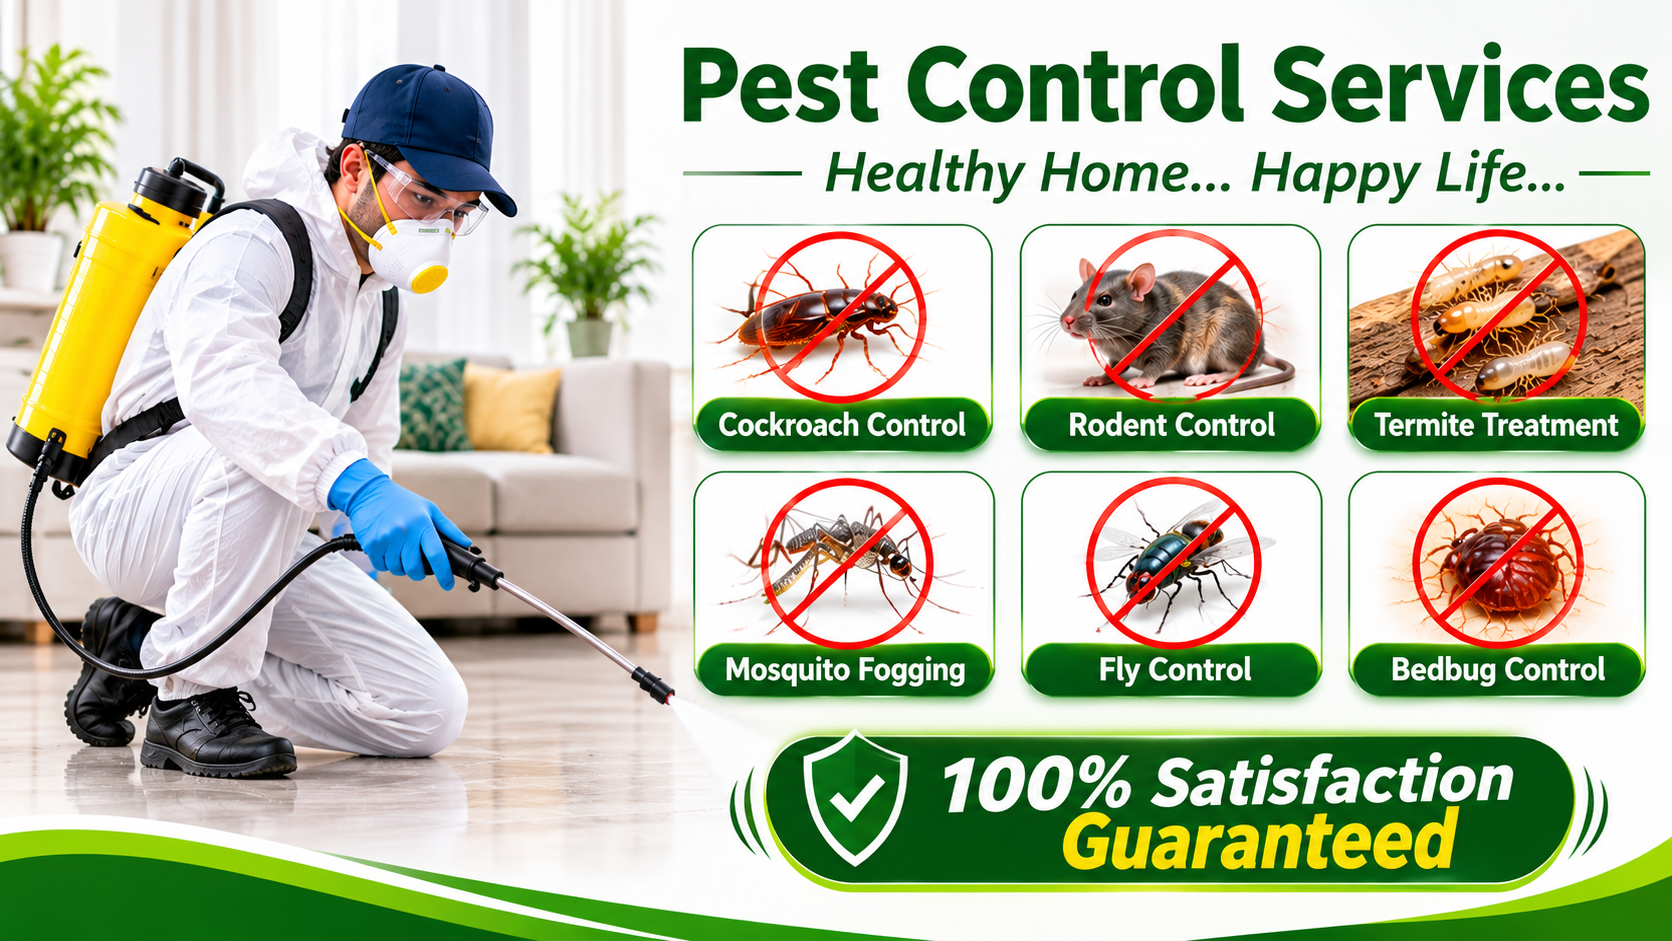 Pest Control Services
Healthy Home... Happy Life...
Cockroach Control
Rodent Control
Termite Treatment
Mosquito Fogging
Fly Control
Bedbug Control
100% Satisfaction
Guaranteed